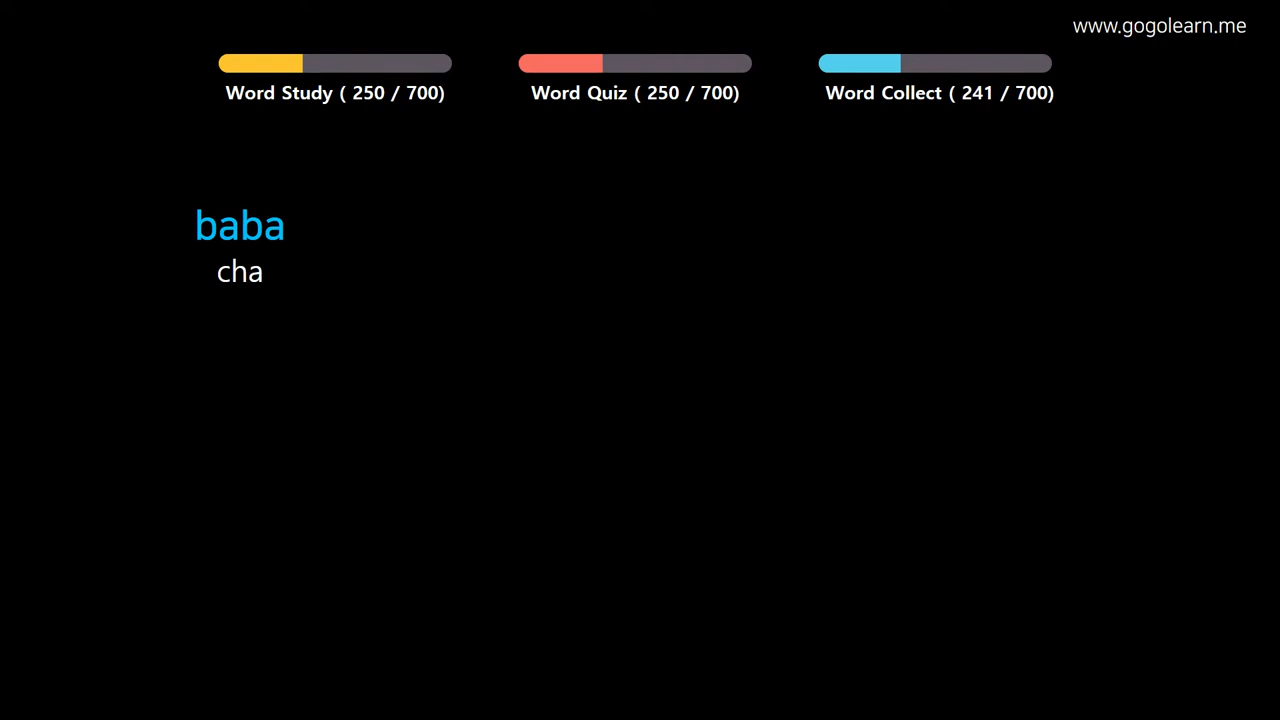 www.gogolearn.me
Word Study ( 250 / 700)
Word Quiz ( 250 / 700)
Word Collect ( 241 / 700)
baba
cha